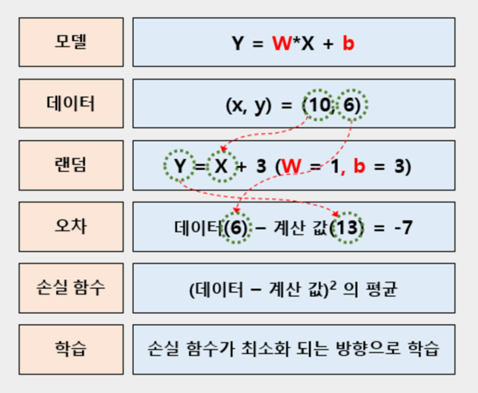 모델
Y = W*X + b
데이터
(x, y) = (10, 6)
랜덤
Y = X + 3 (W = 1, b = 3)
오차
데이터(6) – 계산 값(13) = -7
손실 함수
(데이터 – 계산 값)² 의 평균
학습
손실 함수가 최소화 되는 방향으로 학습